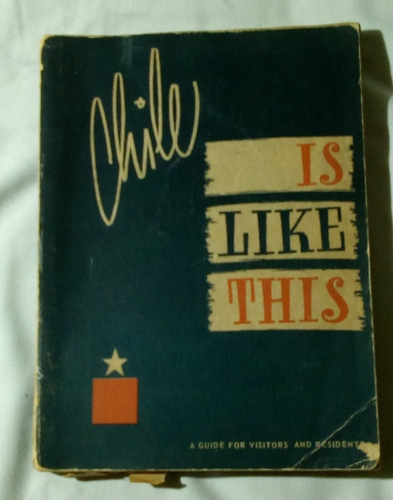 Chile
IS
LIKE
THIS
A GUIDE FOR VISITORS AND RESIDENTS